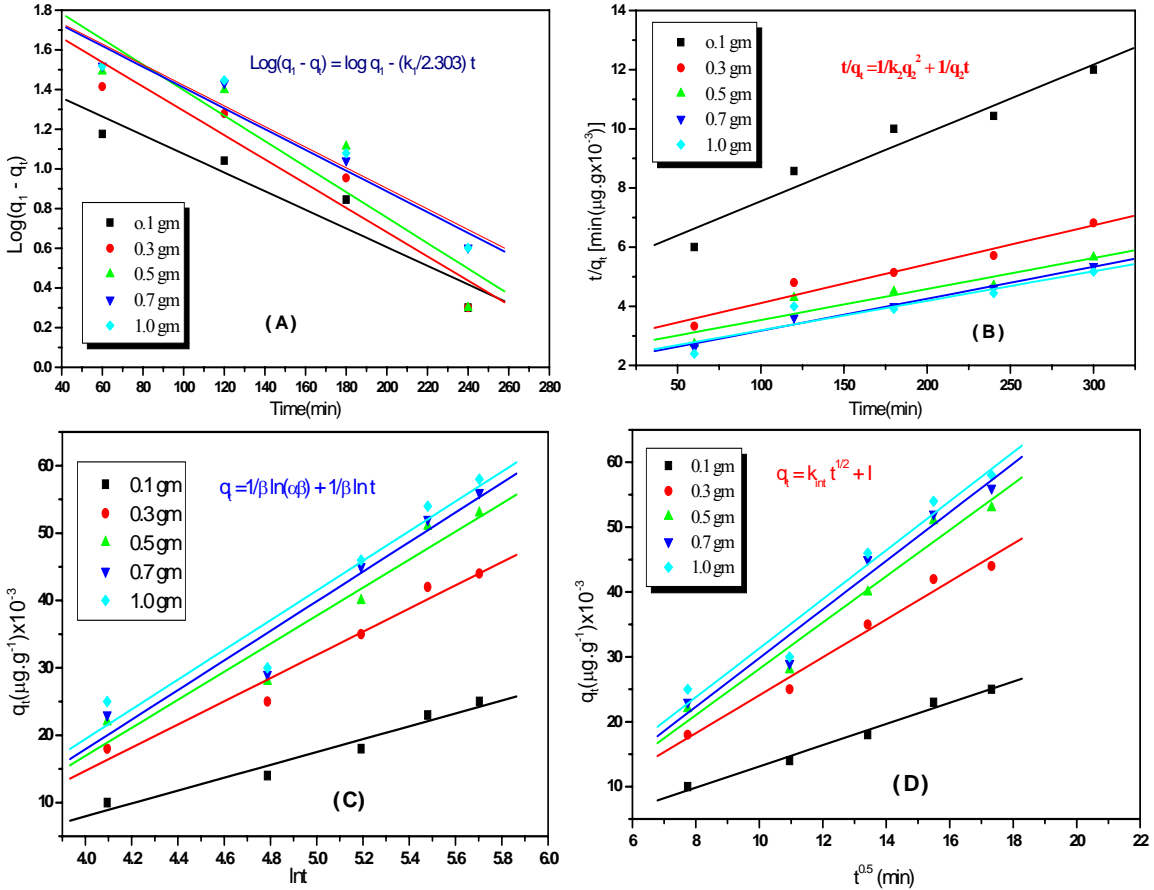 Log(q₁ - qₜ) = log q₁ - (k₁/2.303) t
Log(q₁ - qₜ)
1.8
1.6
1.4
1.2
1.0
0.8
0.6
0.4
0.2
0.0
o.1 gm
0.3 gm
0.5 gm
0.7 gm
1.0 gm
(A)
40 60 80 100 120 140 160 180 200 220 240 260 280
Time(min)
t/qₜ [min(μg.gx10⁻³)]
14
12
10
8
6
4
2
o.1 gm
0.3 gm
0.5 gm
0.7 gm
1.0 gm
t/qₜ=1/k₂q₂² + 1/q₂t
(B)
50 100 150 200 250 300
Time(min)
qₜ(μg.g⁻¹)x10⁻³
60
50
40
30
20
10
0.1 gm
0.3 gm
0.5 gm
0.7 gm
1.0 gm
qₜ=1/β ln(αβ) + 1/β ln t
(C)
4.0 4.2 4.4 4.6 4.8 5.0 5.2 5.4 5.6 5.8 6.0
lnt
qₜ(μg.g⁻¹)x10⁻³
60
50
40
30
20
10
0.1 gm
0.3 gm
0.5 gm
0.7 gm
1.0 gm
qₜ = kᵢₙₜ t^1/2 + I
(D)
6 8 10 12 14 16 18 20 22
t^0.5 (min)